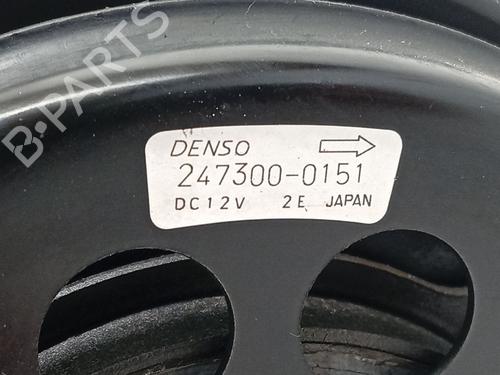 B-PARTS
DENSO
247300-0151
DC12V 2E JAPAN